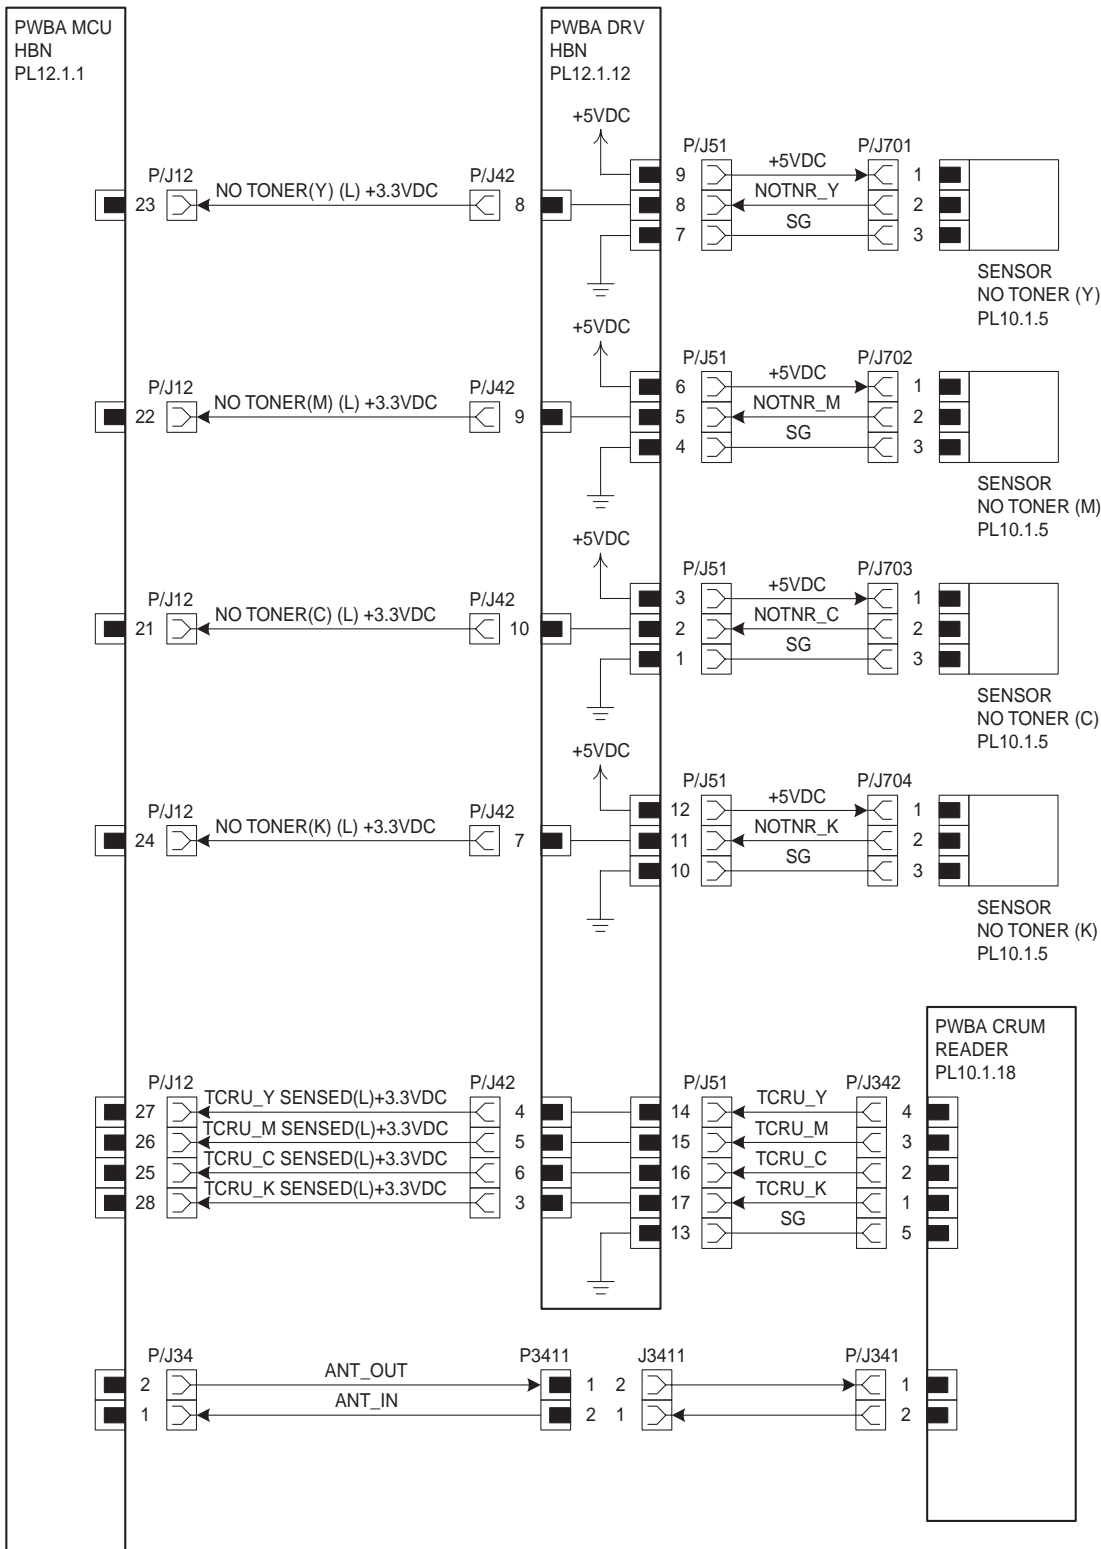 PWBA MCU
HBN
PL12.1.1
PWBA DRV
HBN
PL12.1.12
+5VDC
P/J12
23
NO TONER(Y) (L) +3.3VDC
P/J42
8
P/J51
9
8
7
+5VDC
NOTNR_Y
SG
P/J701
1
2
3
SENSOR
NO TONER (Y)
PL10.1.5
+5VDC
P/J12
22
NO TONER(M) (L) +3.3VDC
P/J42
9
P/J51
6
5
4
+5VDC
NOTNR_M
SG
P/J702
1
2
3
SENSOR
NO TONER (M)
PL10.1.5
+5VDC
P/J12
21
NO TONER(C) (L) +3.3VDC
P/J42
10
P/J51
3
2
1
+5VDC
NOTNR_C
SG
P/J703
1
2
3
SENSOR
NO TONER (C)
PL10.1.5
+5VDC
P/J12
24
NO TONER(K) (L) +3.3VDC
P/J42
7
P/J51
12
11
10
+5VDC
NOTNR_K
SG
P/J704
1
2
3
SENSOR
NO TONER (K)
PL10.1.5
PWBA CRUM
READER
PL10.1.18
P/J12
27
26
25
28
TCRU_Y SENSED(L)+3.3VDC
TCRU_M SENSED(L)+3.3VDC
TCRU_C SENSED(L)+3.3VDC
TCRU_K SENSED(L)+3.3VDC
P/J42
4
5
6
3
P/J51
14
15
16
17
13
TCRU_Y
TCRU_M
TCRU_C
TCRU_K
SG
P/J342
4
3
2
1
5
P/J34
2
1
ANT_OUT
ANT_IN
P3411
1
2
J3411
2
1
P/J341
1
2